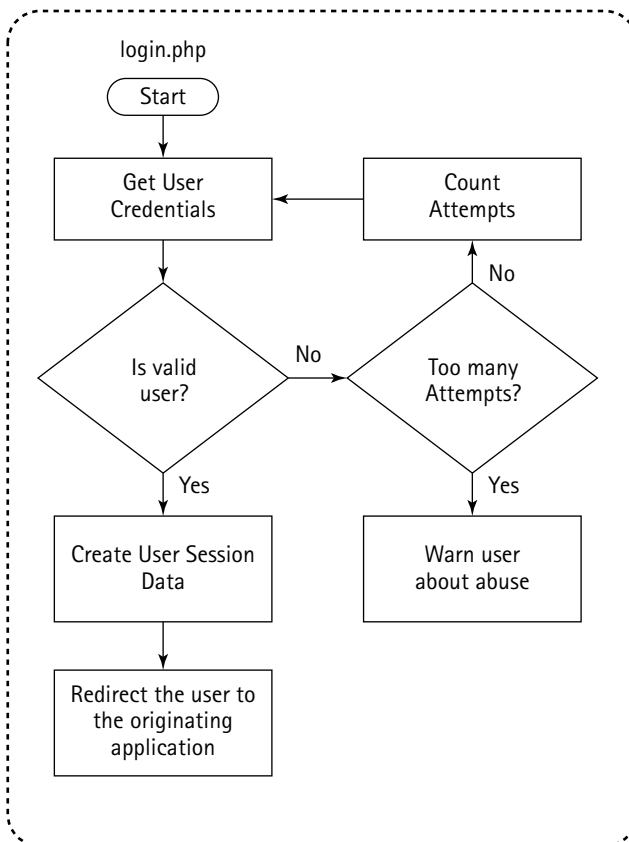 login.php
Start
Get User
Credentials
Count
Attempts
No
Is valid
user?
No
Too many
Attempts?
Yes
Yes
Create User Session
Data
Warn user
about abuse
Redirect the user to
the originating
application